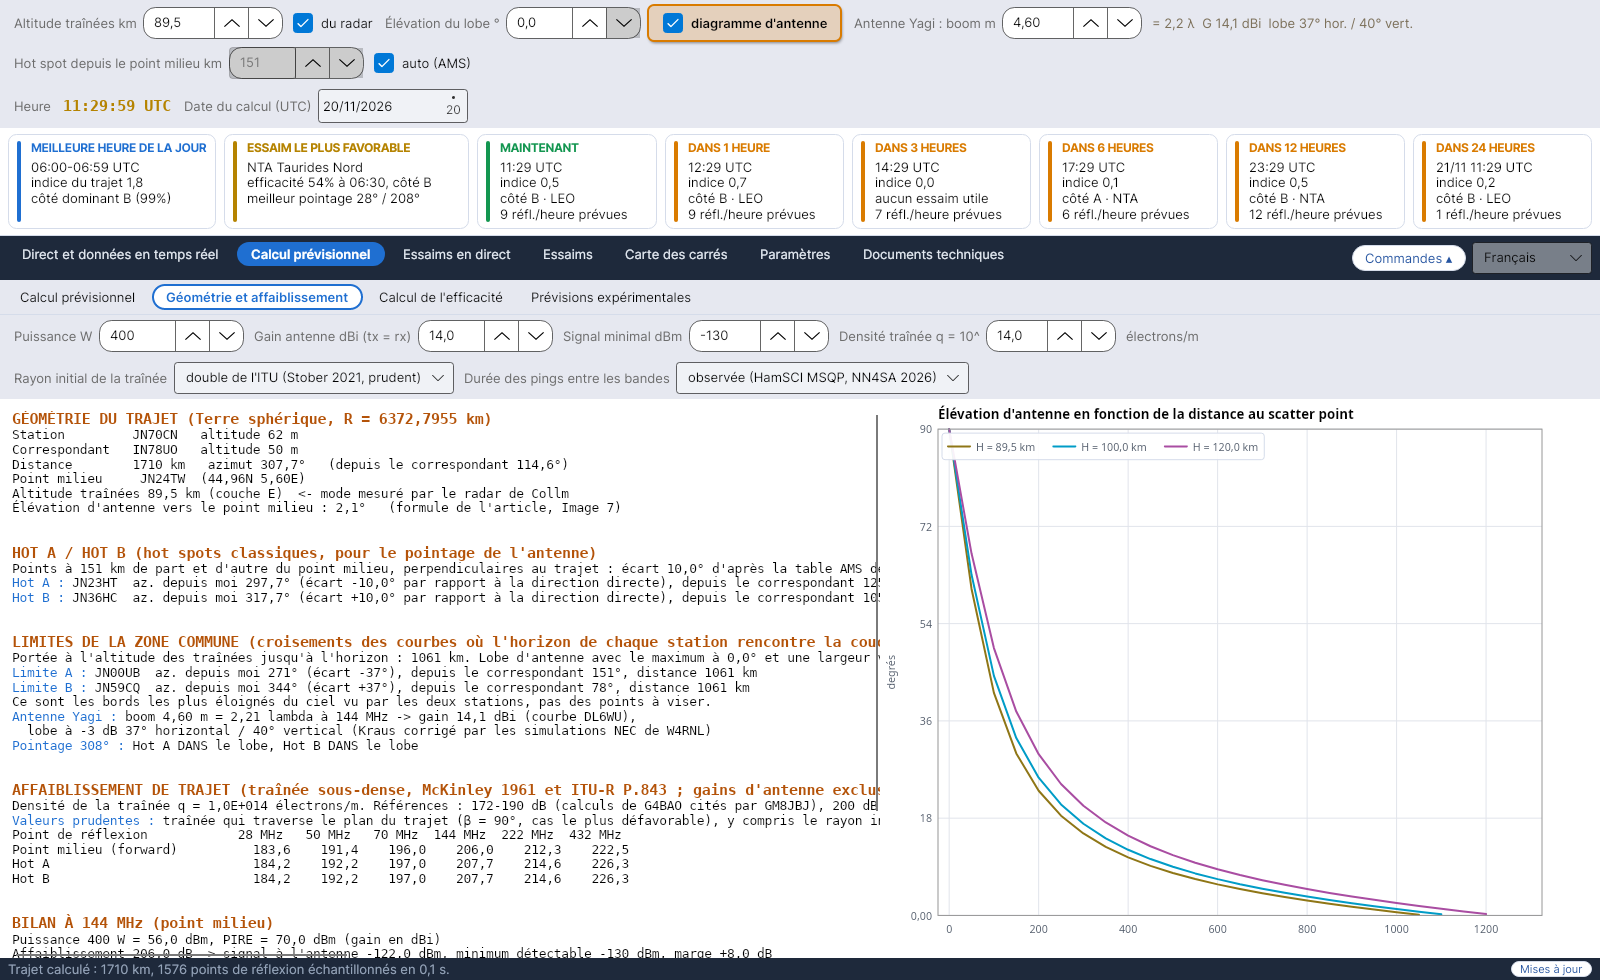 Altitude traînées km 89,5 du radar Élévation du lobe ° 0,0 diagramme d'antenne Antenne Yagi : boom m 4,60 = 2,2 λ G 14,1 dBi lobe 37° hor. / 40° vert.
Hot spot depuis le point milieu km 151 auto (AMS)
Heure 11:29:59 UTC Date du calcul (UTC) 20/11/2026 20
MEILLEURE HEURE DE LA JOUR
06:00-06:59 UTC
indice du trajet 1,8
côté dominant B (99%)
ESSAIM LE PLUS FAVORABLE
NTA Taurides Nord
efficacité 54% à 06:30, côté B
meilleur pointage 28° / 208°
MAINTENANT
11:29 UTC
indice 0,5
côté B · LEO
9 réfl./heure prévues
DANS 1 HEURE
12:29 UTC
indice 0,7
côté B · LEO
9 réfl./heure prévues
DANS 3 HEURES
14:29 UTC
indice 0,0
aucun essaim utile
7 réfl./heure prévues
DANS 6 HEURES
17:29 UTC
indice 0,1
côté A · NTA
6 réfl./heure prévues
DANS 12 HEURES
23:29 UTC
indice 0,5
côté B · NTA
12 réfl./heure prévues
DANS 24 HEURES
21/11 11:29 UTC
indice 0,2
côté B · LEO
1 réfl./heure prévues
Direct et données en temps réel Calcul prévisionnel Essaims en direct Essaims Carte des carrés Paramètres Documents techniques Commandes ▴ Français
Calcul prévisionnel Géométrie et affaiblissement Calcul de l'efficacité Prévisions expérimentales
Puissance W 400 Gain antenne dBi (tx = rx) 14,0 Signal minimal dBm -130 Densité traînée q = 10^ 14,0 électrons/m
Rayon initial de la traînée double de l'ITU (Stober 2021, prudent) Durée des pings entre les bandes observée (HamSCI MSQP, NN4SA 2026)
GÉOMÉTRIE DU TRAJET (Terre sphérique, R = 6372,7955 km)
Station JN70CN altitude 62 m
Correspondant IN78UO altitude 50 m
Distance 1710 km azimut 307,7° (depuis le correspondant 114,6°)
Point milieu JN24TW (44,96N 5,60E)
Altitude traînées 89,5 km (couche E) <- mode mesuré par le radar de Collm
Élévation d'antenne vers le point milieu : 2,1° (formule de l'article, Image 7)
HOT A / HOT B (hot spots classiques, pour le pointage de l'antenne)
Points à 151 km de part et d'autre du point milieu, perpendiculaires au trajet : écart 10,0° d'après la table AMS
Hot A : JN23HT az. depuis moi 297,7° (écart -10,0° par rapport à la direction directe), depuis le correspondant
Hot B : JN36HC az. depuis moi 317,7° (écart +10,0° par rapport à la direction directe), depuis le correspondant
LIMITES DE LA ZONE COMMUNE (croisements des courbes où l'horizon de chaque station rencontre la
Portée à l'altitude des traînées jusqu'à l'horizon : 1061 km. Lobe d'antenne avec le maximum à 0,0° et une largeur
Limite A : JN00UB az. depuis moi 271° (écart -37°), depuis le correspondant 151°, distance 1061 km
Limite B : JN59CQ az. depuis moi 344° (écart +37°), depuis le correspondant 78°, distance 1061 km
Ce sont les bords les plus éloignés du ciel vu par les deux stations, pas des points à viser.
Antenne Yagi : boom 4,60 m = 2,21 lambda à 144 MHz -> gain 14,1 dBi (courbe DL6WU),
lobe à -3 dB 37° horizontal / 40° vertical (Kraus corrigé par les simulations NEC de W4RNL)
Pointage 308° : Hot A DANS le lobe, Hot B DANS le lobe
AFFAIBLISSEMENT DE TRAJET (traînée sous-dense, McKinley 1961 et ITU-R P.843 ; gains d'antenne
Densité de la traînée q = 1,0E+014 électrons/m. Références : 172-190 dB (calculs de G4BAO cités par GM8JBJ), 200 dB
Valeurs prudentes : traînée qui traverse le plan du trajet (β = 90°, cas le plus défavorable), y compris le rayon
Point de réflexion 28 MHz 50 MHz 70 MHz 144 MHz 222 MHz 432 MHz
Point milieu (forward) 183,6 191,4 196,0 206,0 212,3 222,5
Hot A 184,2 192,2 197,0 207,7 214,6 226,3
Hot B 184,2 192,2 197,0 207,7 214,6 226,3
BILAN À 144 MHz (point milieu)
Puissance 400 W = 56,0 dBm, PIRE = 70,0 dBm (gain en dBi)
Affaiblissement 206,0 dB -> signal à l'antenne -122,0 dBm, minimum détectable -130 dBm, marge +8,0 dB
Élévation d'antenne en fonction de la distance au scatter point
H = 89,5 km H = 100,0 km H = 120,0 km
90
72
54
36
18
0,00
degrés
0 200 400 600 800 1000 1200
Trajet calculé : 1710 km, 1576 points de réflexion échantillonnés en 0,1 s. Mises à jour